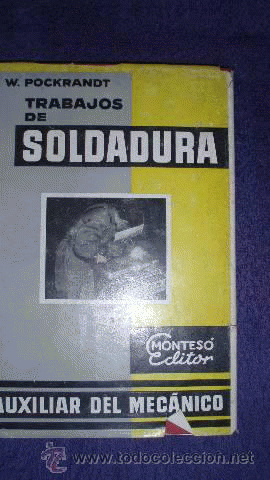 W. POCKRANDT
TRABAJOS
DE
SOLDADURA
MONTESÓ
Editor
AUXILIAR DEL MECÁNICO
© www.todocoleccion.net